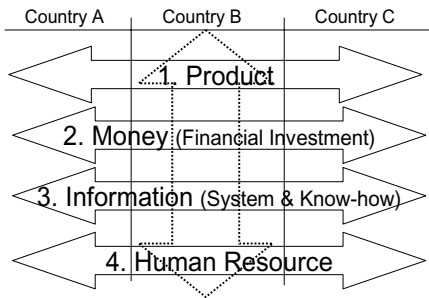 Country A Country B Country C
1. Product
2. Money (Financial Investment)
3. Information (System & Know-how)
4. Human Resource